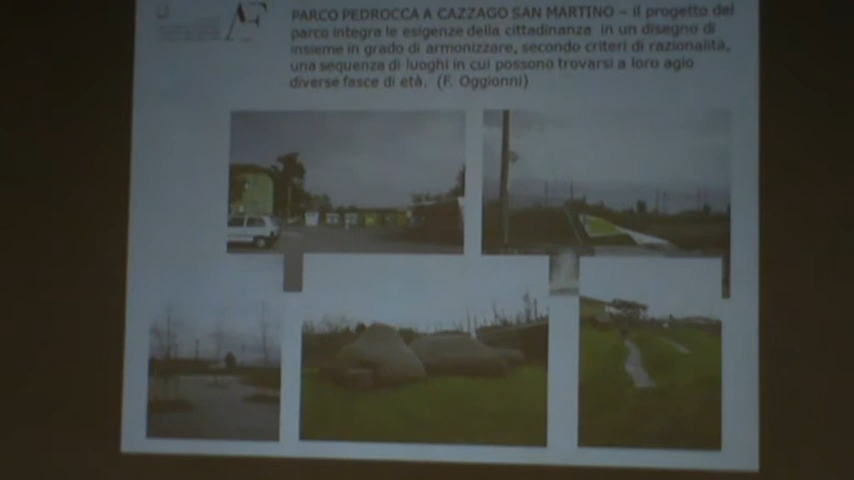 AF
PARCO PEDROCCA A CAZZAGO SAN MARTINO – il progetto del
parco integra le esigenze della cittadinanza in un disegno di
insieme in grado di armonizzare, secondo criteri di razionalità,
una sequenza di luoghi in cui possono trovarsi a loro agio
diverse fasce di età. (F. Oggionni)